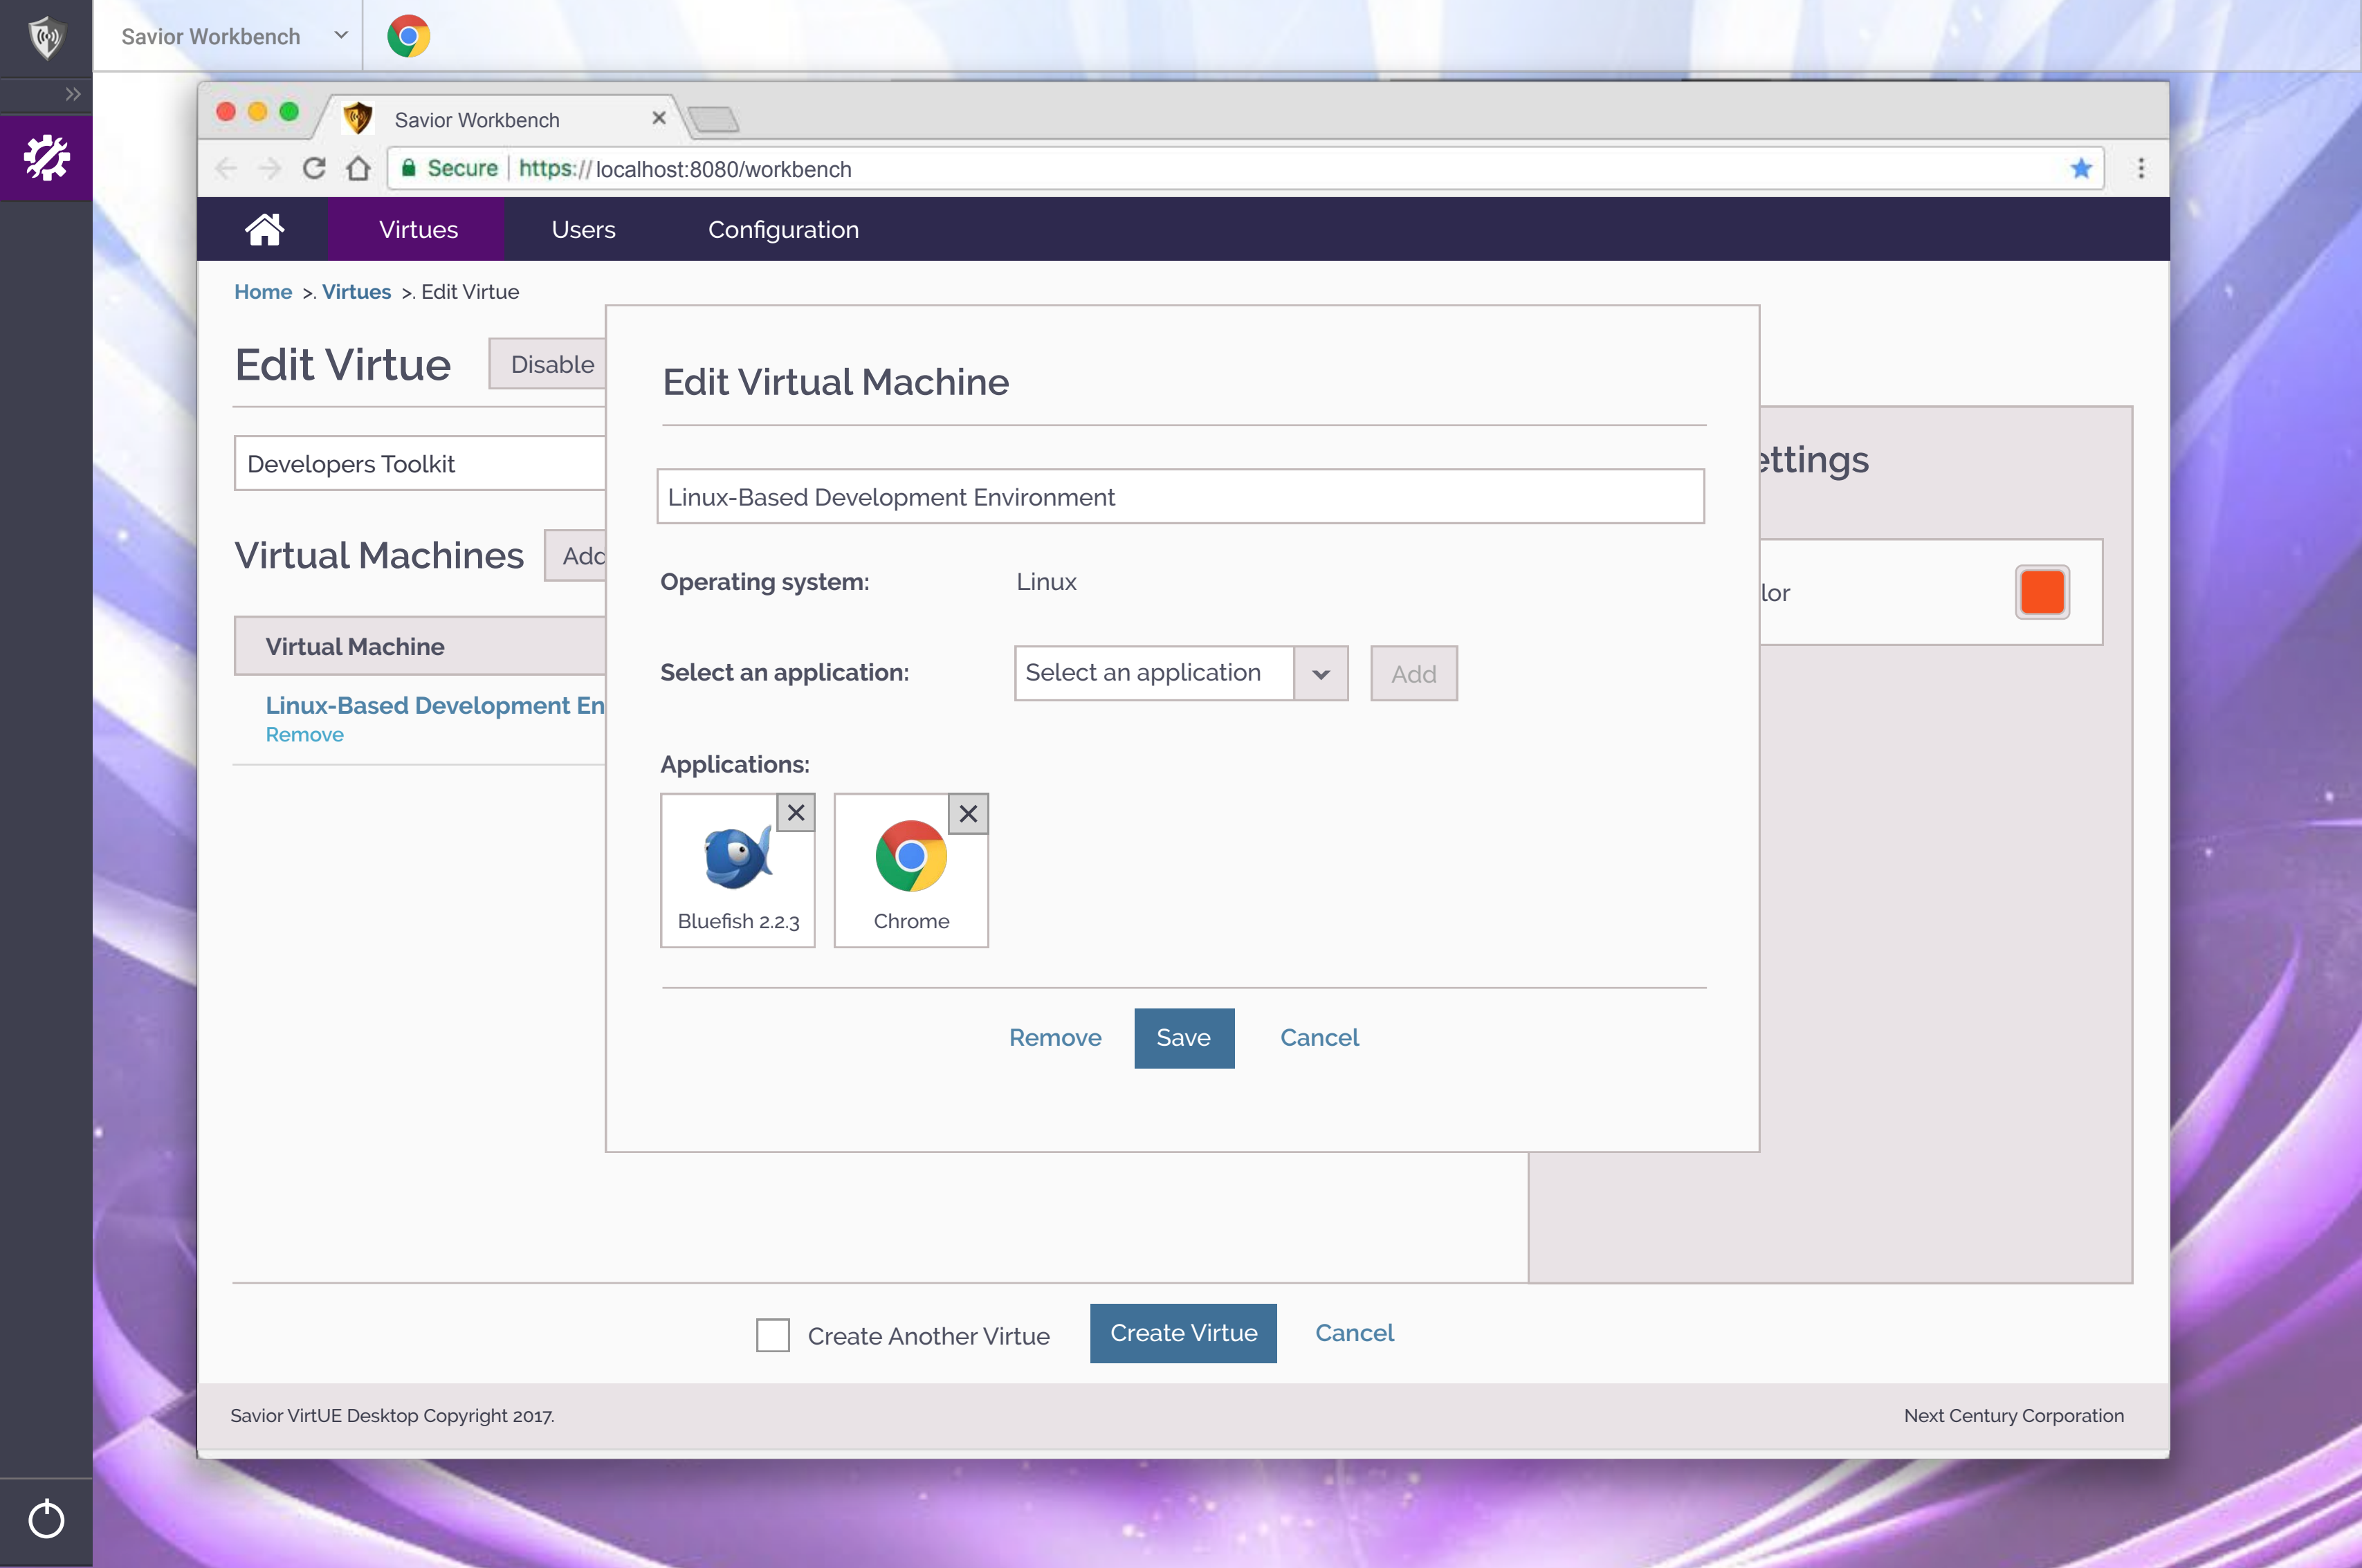 Savior Workbench
Savior Workbench
Secure https://localhost:8080/workbench
Virtues Users Configuration
Home >. Virtues >. Edit Virtue
Edit Virtue Disable
Developers Toolkit
Virtual Machines Add
Virtual Machine
Linux-Based Development En
Remove
Edit Virtual Machine
Linux-Based Development Environment
Operating system: Linux
Select an application: Select an application Add
Applications:
Bluefish 2.2.3 Chrome
Remove Save Cancel
ettings
lor
Create Another Virtue Create Virtue Cancel
Savior VirtUE Desktop Copyright 2017. Next Century Corporation